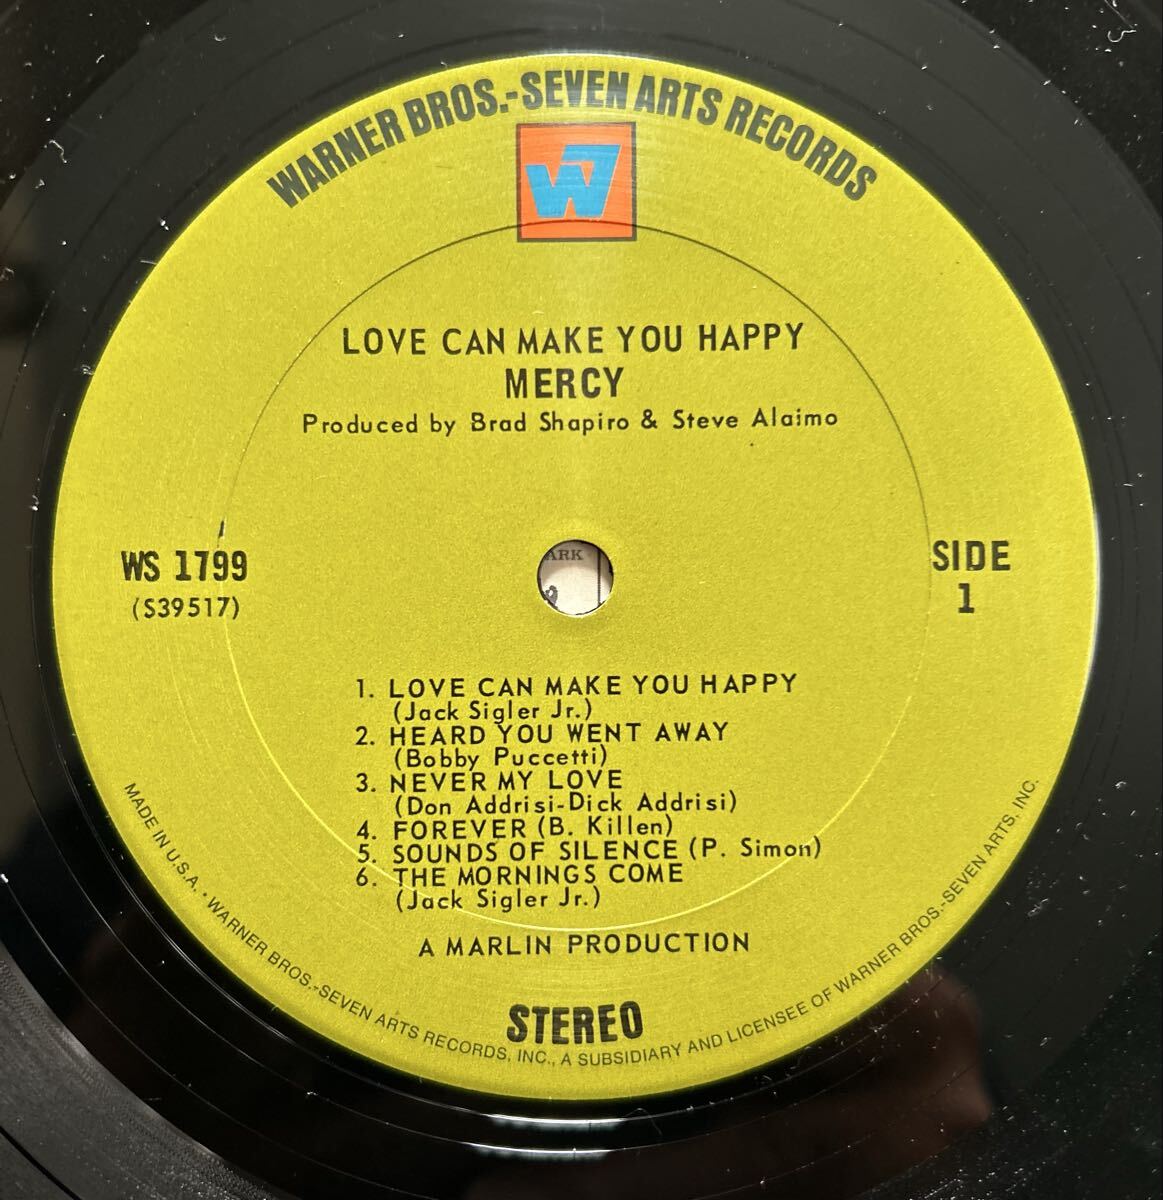 WARNER BROS.-SEVEN ARTS RECORDS
W7
LOVE CAN MAKE YOU HAPPY
MERCY
Produced by Brad Shapiro & Steve Alaimo
WS 1799
(S39517)
SIDE
1
ARK
1. LOVE CAN MAKE YOU HAPPY
(Jack Sigler Jr.)
2. HEARD YOU WENT AWAY
(Bobby Puccetti)
3. NEVER MY LOVE
(Don Addrisi-Dick Addrisi)
4. FOREVER (B. Killen)
5. SOUNDS OF SILENCE (P. Simon)
6. THE MORNINGS COME
(Jack Sigler Jr.)
A MARLIN PRODUCTION
STEREO
MADE IN U.S.A. • WARNER BROS.-SEVEN ARTS RECORDS, INC., A SUBSIDIARY AND LICENSEE OF WARNER BROS.-SEVEN ARTS, INC.